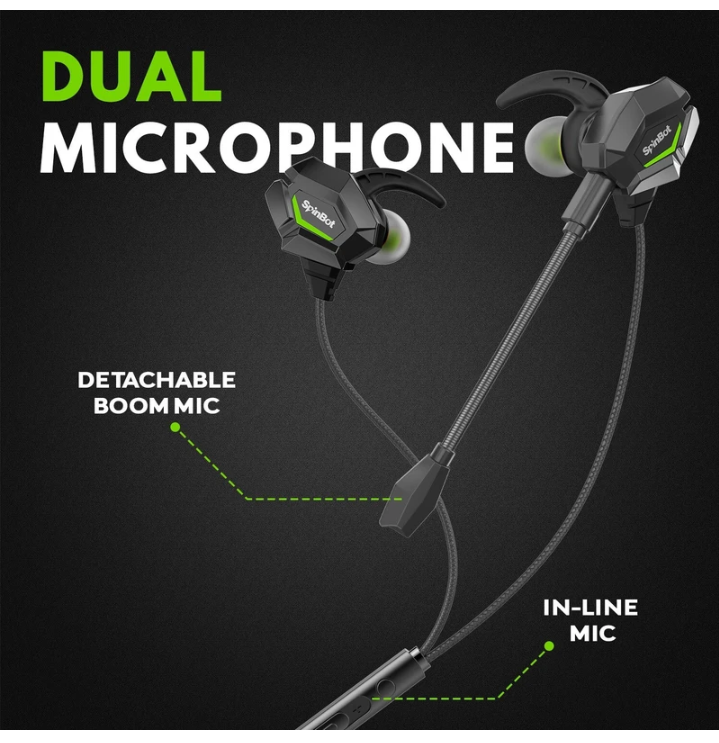 DUAL
MICROPHONE
SpinBot
SpinBot
DETACHABLE
BOOM MIC
IN-LINE
MIC